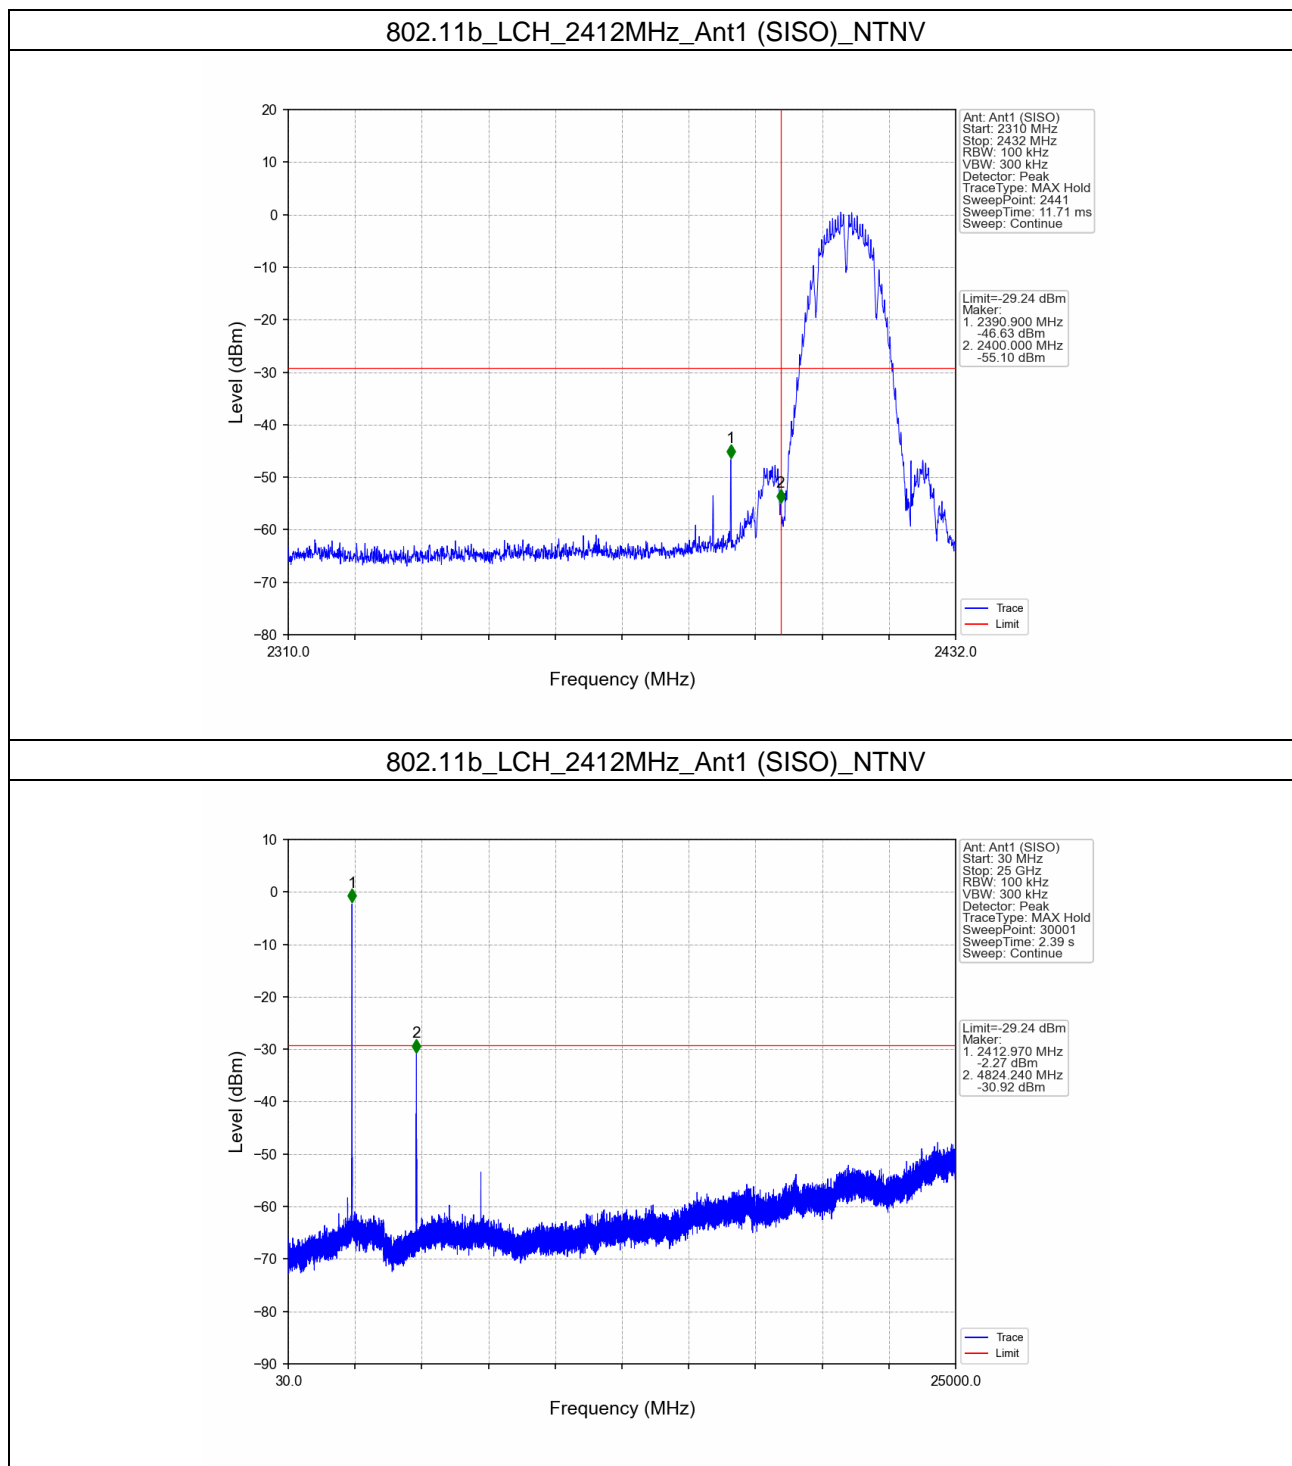 802.11b_LCH_2412MHz_Ant1 (SISO)_NTNV
20
10
0
−10
−20
−30
−40
−50
−60
−70
−80
Level (dBm)
1
2
2310.0
2432.0
Frequency (MHz)
Ant: Ant1 (SISO)
Start: 2310 MHz
Stop: 2432 MHz
RBW: 100 kHz
VBW: 300 kHz
Detector: Peak
TraceType: MAX Hold
SweepPoint: 2441
SweepTime: 11.71 ms
Sweep: Continue
Limit=-29.24 dBm
Maker:
1. 2390.900 MHz
-46.63 dBm
2. 2400.000 MHz
-55.10 dBm
Trace
Limit
802.11b_LCH_2412MHz_Ant1 (SISO)_NTNV
10
0
−10
−20
−30
−40
−50
−60
−70
−80
−90
Level (dBm)
1
2
30.0
25000.0
Frequency (MHz)
Ant: Ant1 (SISO)
Start: 30 MHz
Stop: 25 GHz
RBW: 100 kHz
VBW: 300 kHz
Detector: Peak
TraceType: MAX Hold
SweepPoint: 30001
SweepTime: 2.39 s
Sweep: Continue
Limit=-29.24 dBm
Maker:
1. 2412.970 MHz
-2.27 dBm
2. 4824.240 MHz
-30.92 dBm
Trace
Limit